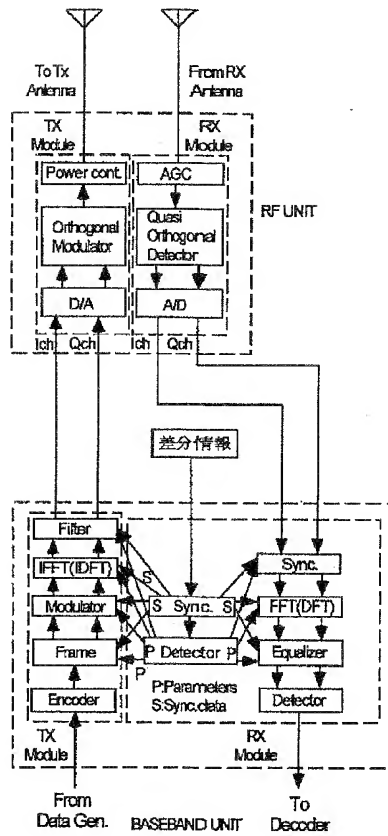 To Tx
Antenna
From RX
Antenna
TX
Module
RX
Module
Power cont.
AGC
RF UNIT
Orthogonal
Modulator
Quasi
Orthogonal
Detector
D/A
A/D
Ich Qch
Ich Qch
差分情報
Filter
IFFT(IDFT)
Modulator
Frame
Encoder
S
S Sync. S
P Detector P
P
P:Parameters
S:Sync.data
Sync.
FFT(DFT)
Equalizer
Detector
TX
Module
RX
Module
From
Data Gen.
BASEBAND UNIT
To
Decoder